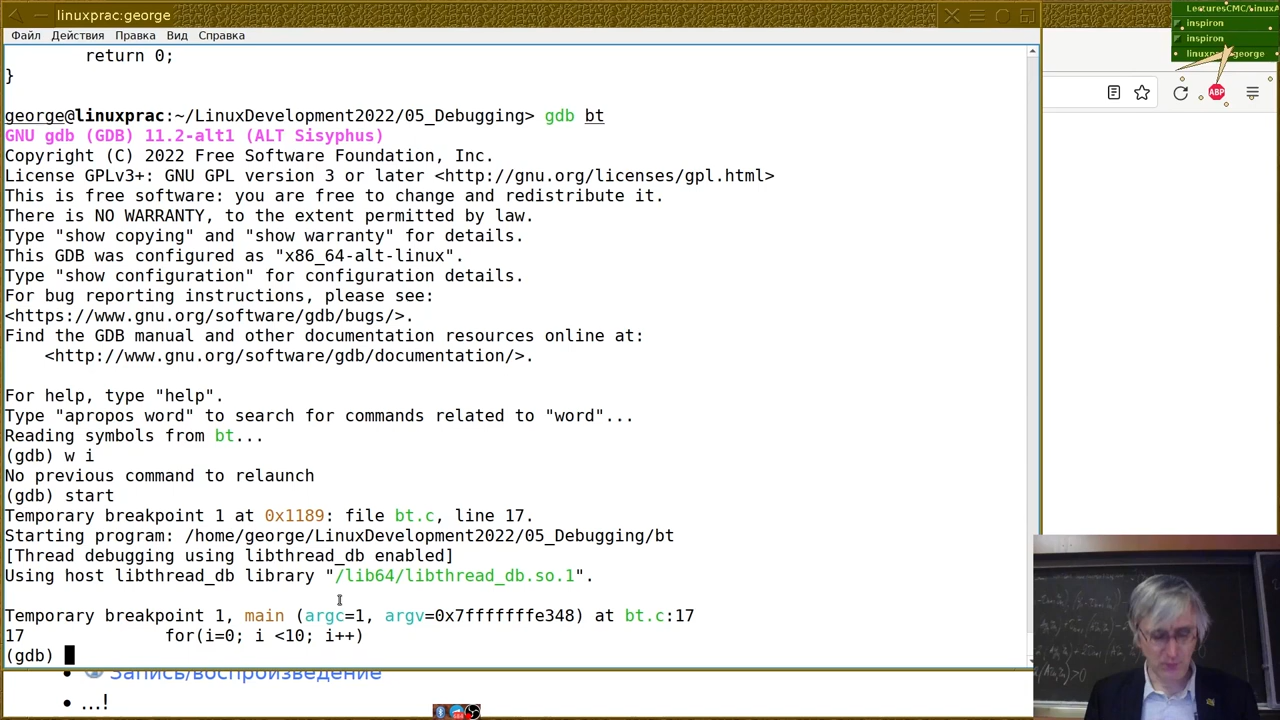 linuxprac:george
Файл Действия Правка Вид Справка
        return 0;
}
george@linuxprac:~/LinuxDevelopment2022/05_Debugging> gdb bt
GNU gdb (GDB) 11.2-alt1 (ALT Sisyphus)
Copyright (C) 2022 Free Software Foundation, Inc.
License GPLv3+: GNU GPL version 3 or later <http://gnu.org/licenses/gpl.html>
This is free software: you are free to change and redistribute it.
There is NO WARRANTY, to the extent permitted by law.
Type "show copying" and "show warranty" for details.
This GDB was configured as "x86_64-alt-linux".
Type "show configuration" for configuration details.
For bug reporting instructions, please see:
<https://www.gnu.org/software/gdb/bugs/>.
Find the GDB manual and other documentation resources online at:
    <http://www.gnu.org/software/gdb/documentation/>.
For help, type "help".
Type "apropos word" to search for commands related to "word"...
Reading symbols from bt...
(gdb) w i
No previous command to relaunch
(gdb) start
Temporary breakpoint 1 at 0x1189: file bt.c, line 17.
Starting program: /home/george/LinuxDevelopment2022/05_Debugging/bt
[Thread debugging using libthread_db enabled]
Using host libthread_db library "/lib64/libthread_db.so.1".
Temporary breakpoint 1, main (argc=1, argv=0x7fffffffe348) at bt.c:17
17              for(i=0; i <10; i++)
(gdb)
Запись/воспроизведение
...!
LecturesCMC/LinuxA
inspiron
inspiron
linuxprac:george
ABP